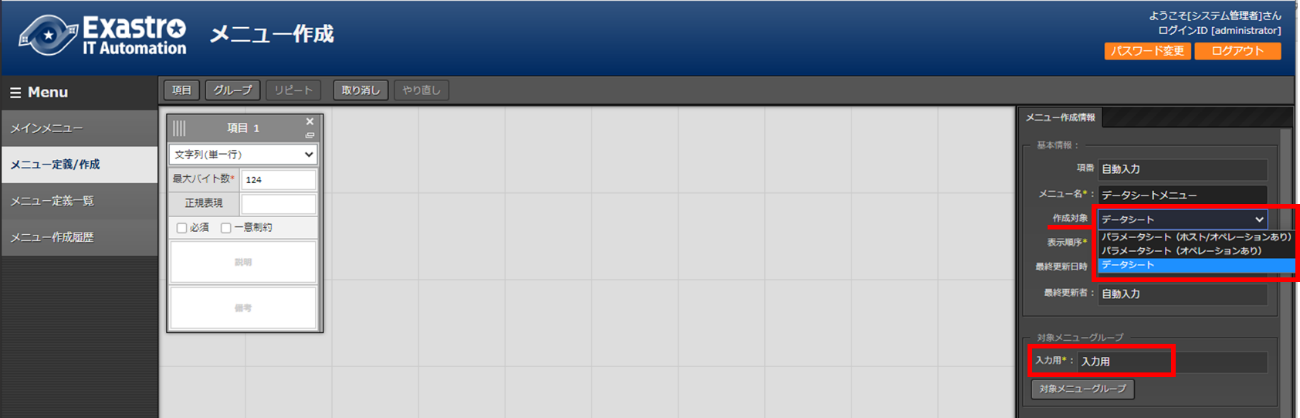 Exastro
IT Automation
メニュー作成
ようこそ[システム管理者]さん
ログインID [administrator]
パスワード変更
ログアウト
Menu
メインメニュー
メニュー定義/作成
メニュー定義一覧
メニュー作成履歴
項目
グループ
リピート
取り消し
やり直し
項目 1
文字列(単一行)
最大バイト数* 124
正規表現
必須 一意制約
説明
備考
メニュー作成情報
基本情報：
項番 自動入力
メニュー名*： データシートメニュー
作成対象 データシート
パラメータシート（ホスト/オペレーションあり）
表示順序*
パラメータシート（オペレーションあり）
データシート
最終更新日時
最終更新者： 自動入力
対象メニューグループ
入力用*： 入力用
対象メニューグループ